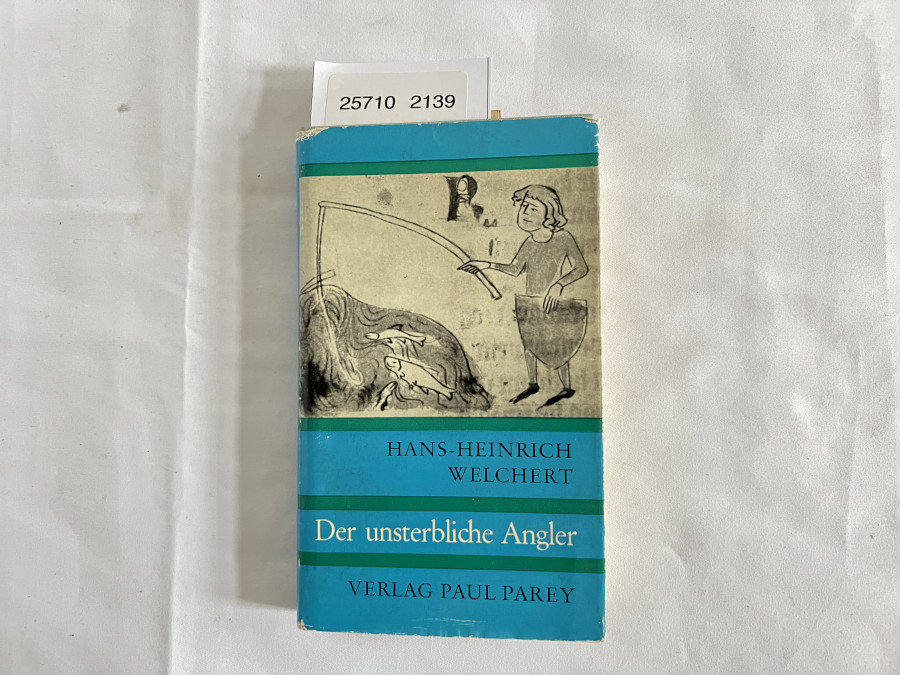 25710 2139
HANS-HEINRICH
WELCHERT
Der unsterbliche Angler
VERLAG PAUL PAREY